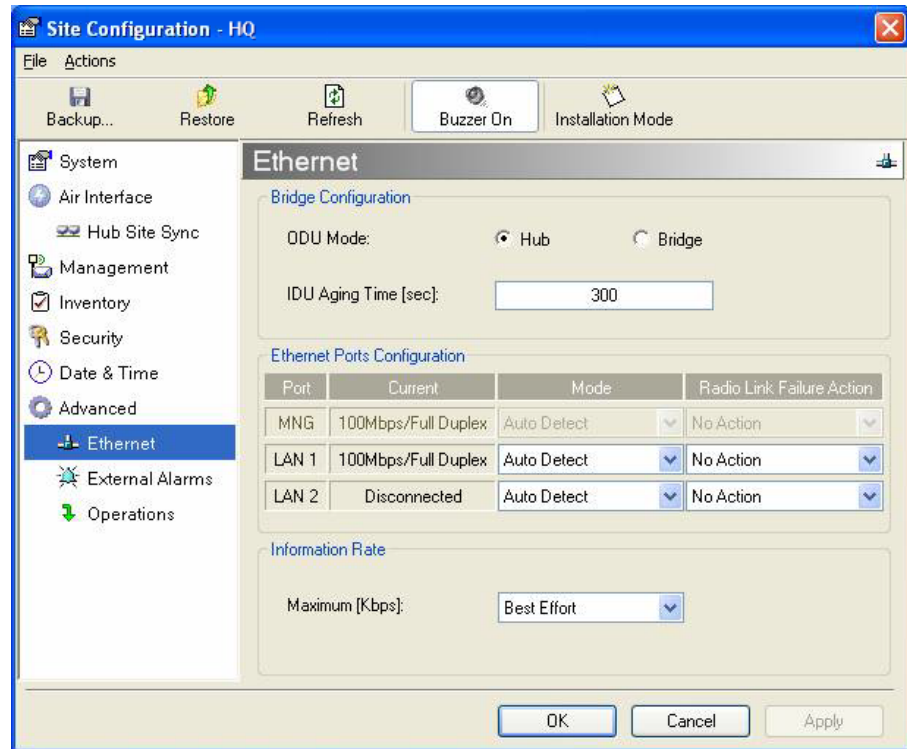 Site Configuration - HQ
File Actions
Backup... Restore Refresh Buzzer On Installation Mode
System
Air Interface
Hub Site Sync
Management
Inventory
Security
Date & Time
Advanced
Ethernet
External Alarms
Operations
Ethernet
Bridge Configuration
ODU Mode: Hub Bridge
IDU Aging Time [sec]: 300
Ethernet Ports Configuration
Port Current Mode Radio Link Failure Action
MNG 100Mbps/Full Duplex Auto Detect No Action
LAN 1 100Mbps/Full Duplex Auto Detect No Action
LAN 2 Disconnected Auto Detect No Action
Information Rate
Maximum [Kbps]: Best Effort
OK Cancel Apply